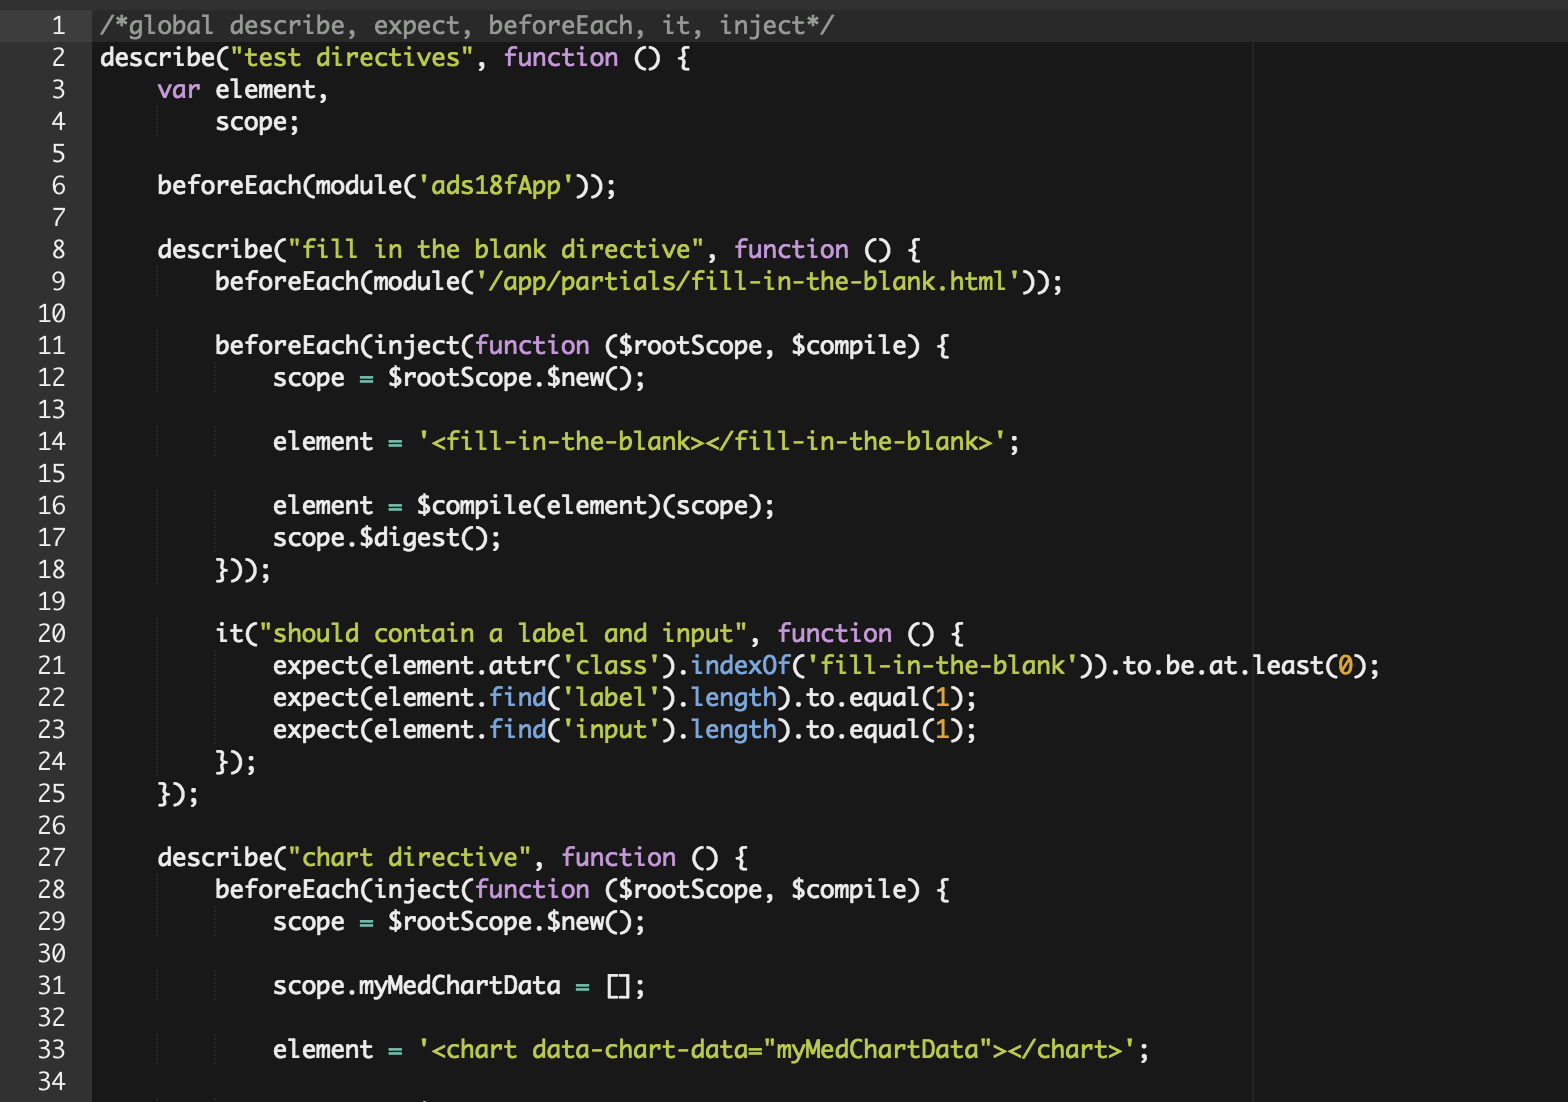 1 /*global describe, expect, beforeEach, it, inject*/
2 describe("test directives", function () {
3     var element,
4         scope;
5
6     beforeEach(module('ads18fApp'));
7
8     describe("fill in the blank directive", function () {
9         beforeEach(module('/app/partials/fill-in-the-blank.html'));
10
11         beforeEach(inject(function ($rootScope, $compile) {
12             scope = $rootScope.$new();
13
14             element = '<fill-in-the-blank></fill-in-the-blank>';
15
16             element = $compile(element)(scope);
17             scope.$digest();
18         }));
19
20         it("should contain a label and input", function () {
21             expect(element.attr('class').indexOf('fill-in-the-blank')).to.be.at.least(0);
22             expect(element.find('label').length).to.equal(1);
23             expect(element.find('input').length).to.equal(1);
24         });
25     });
26
27     describe("chart directive", function () {
28         beforeEach(inject(function ($rootScope, $compile) {
29             scope = $rootScope.$new();
30
31             scope.myMedChartData = [];
32
33             element = '<chart data-chart-data="myMedChartData"></chart>';
34